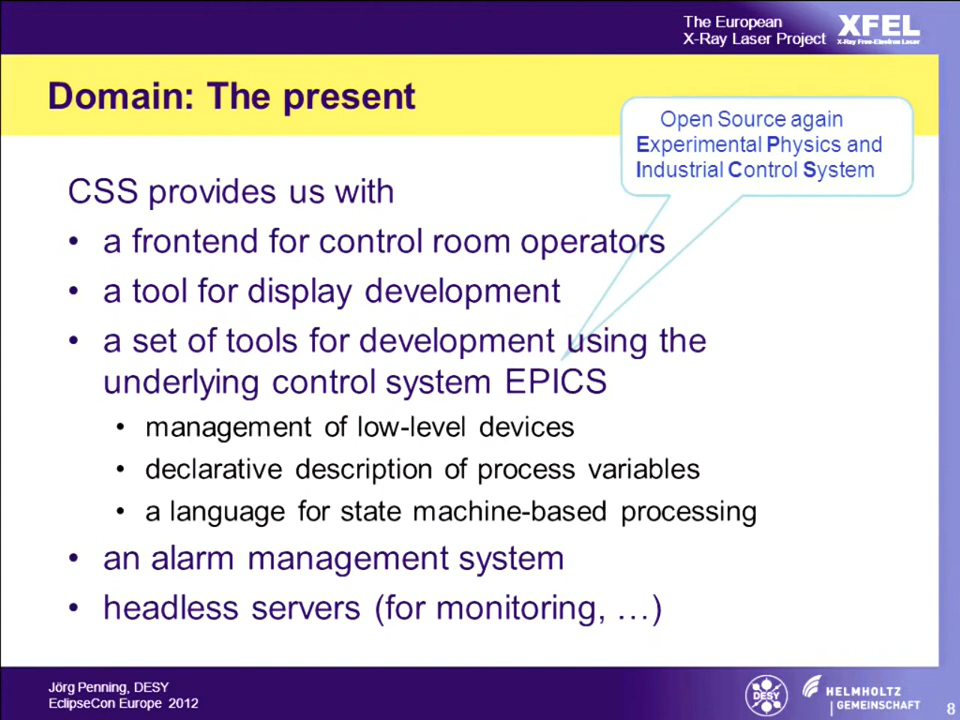 The European
X-Ray Laser Project
XFEL
X-Ray Free-Electron Laser
Domain: The present
Open Source again
Experimental Physics and
Industrial Control System
CSS provides us with
• a frontend for control room operators
• a tool for display development
• a set of tools for development using the
underlying control system EPICS
• management of low-level devices
• declarative description of process variables
• a language for state machine-based processing
• an alarm management system
• headless servers (for monitoring, …)
Jörg Penning, DESY
EclipseCon Europe 2012
DESY
HELMHOLTZ
GEMEINSCHAFT
8